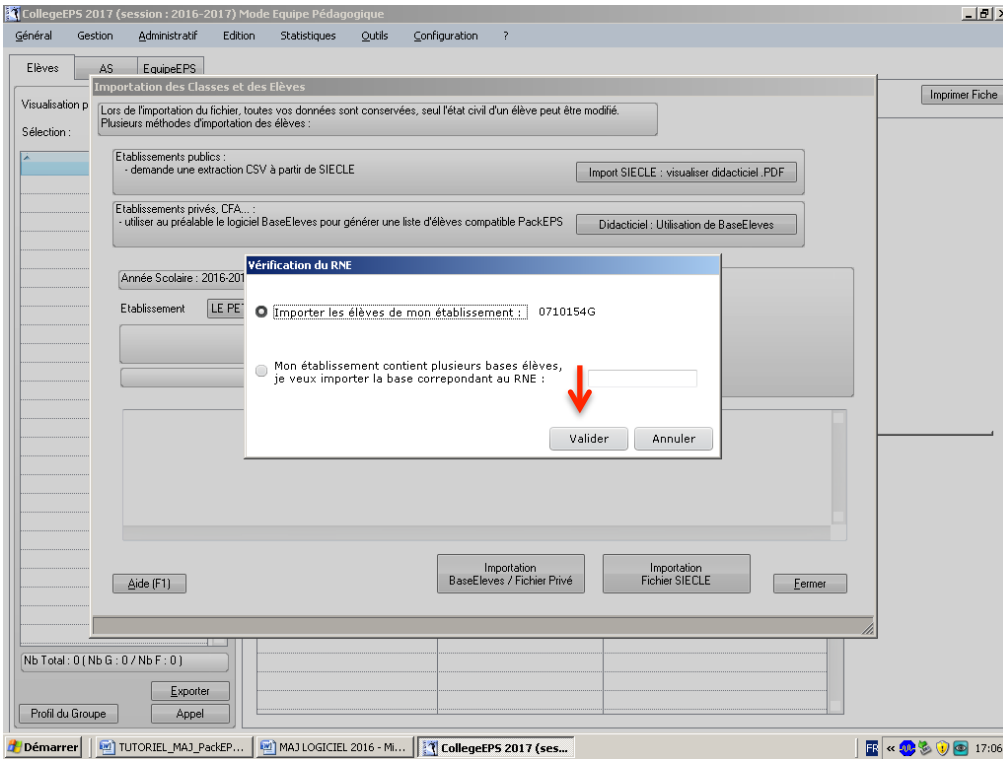 CollegeEPS 2017 (session : 2016-2017) Mode Equipe Pédagogique
Général Gestion Administratif Edition Statistiques Outils Configuration ?
Elèves AS EquipeEPS
Imprimer Fiche
Visualisation p
Sélection :
Importation des Classes et des Elèves
Lors de l'importation du fichier, toutes vos données sont conservées, seul l'état civil d'un élève peut être modifié.
Plusieurs méthodes d'importation des élèves :
Etablissements publics :
- demande une extraction CSV à partir de SIECLE
Import SIECLE : visualiser didacticiel .PDF
Etablissements privés, CFA... :
- utiliser au préalable le logiciel BaseEleves pour générer une liste d'élèves compatible PackEPS
Didacticiel : Utilisation de BaseEleves
Année Scolaire : 2016-201
Etablissement LE PE
Vérification du RNE
Importer les élèves de mon établissement : 0710154G
Mon établissement contient plusieurs bases élèves,
je veux importer la base correpondant au RNE :
Valider Annuler
Aide (F1)
Importation
BaseEleves / Fichier Privé
Importation
Fichier SIECLE
Fermer
Nb Total : 0 ( Nb G : 0 / Nb F : 0 )
Exporter
Profil du Groupe Appel
Démarrer TUTORIEL_MAJ_PackEP... MAJ LOGICIEL 2016 - Mi... CollegeEPS 2017 (ses... FR « 17:06